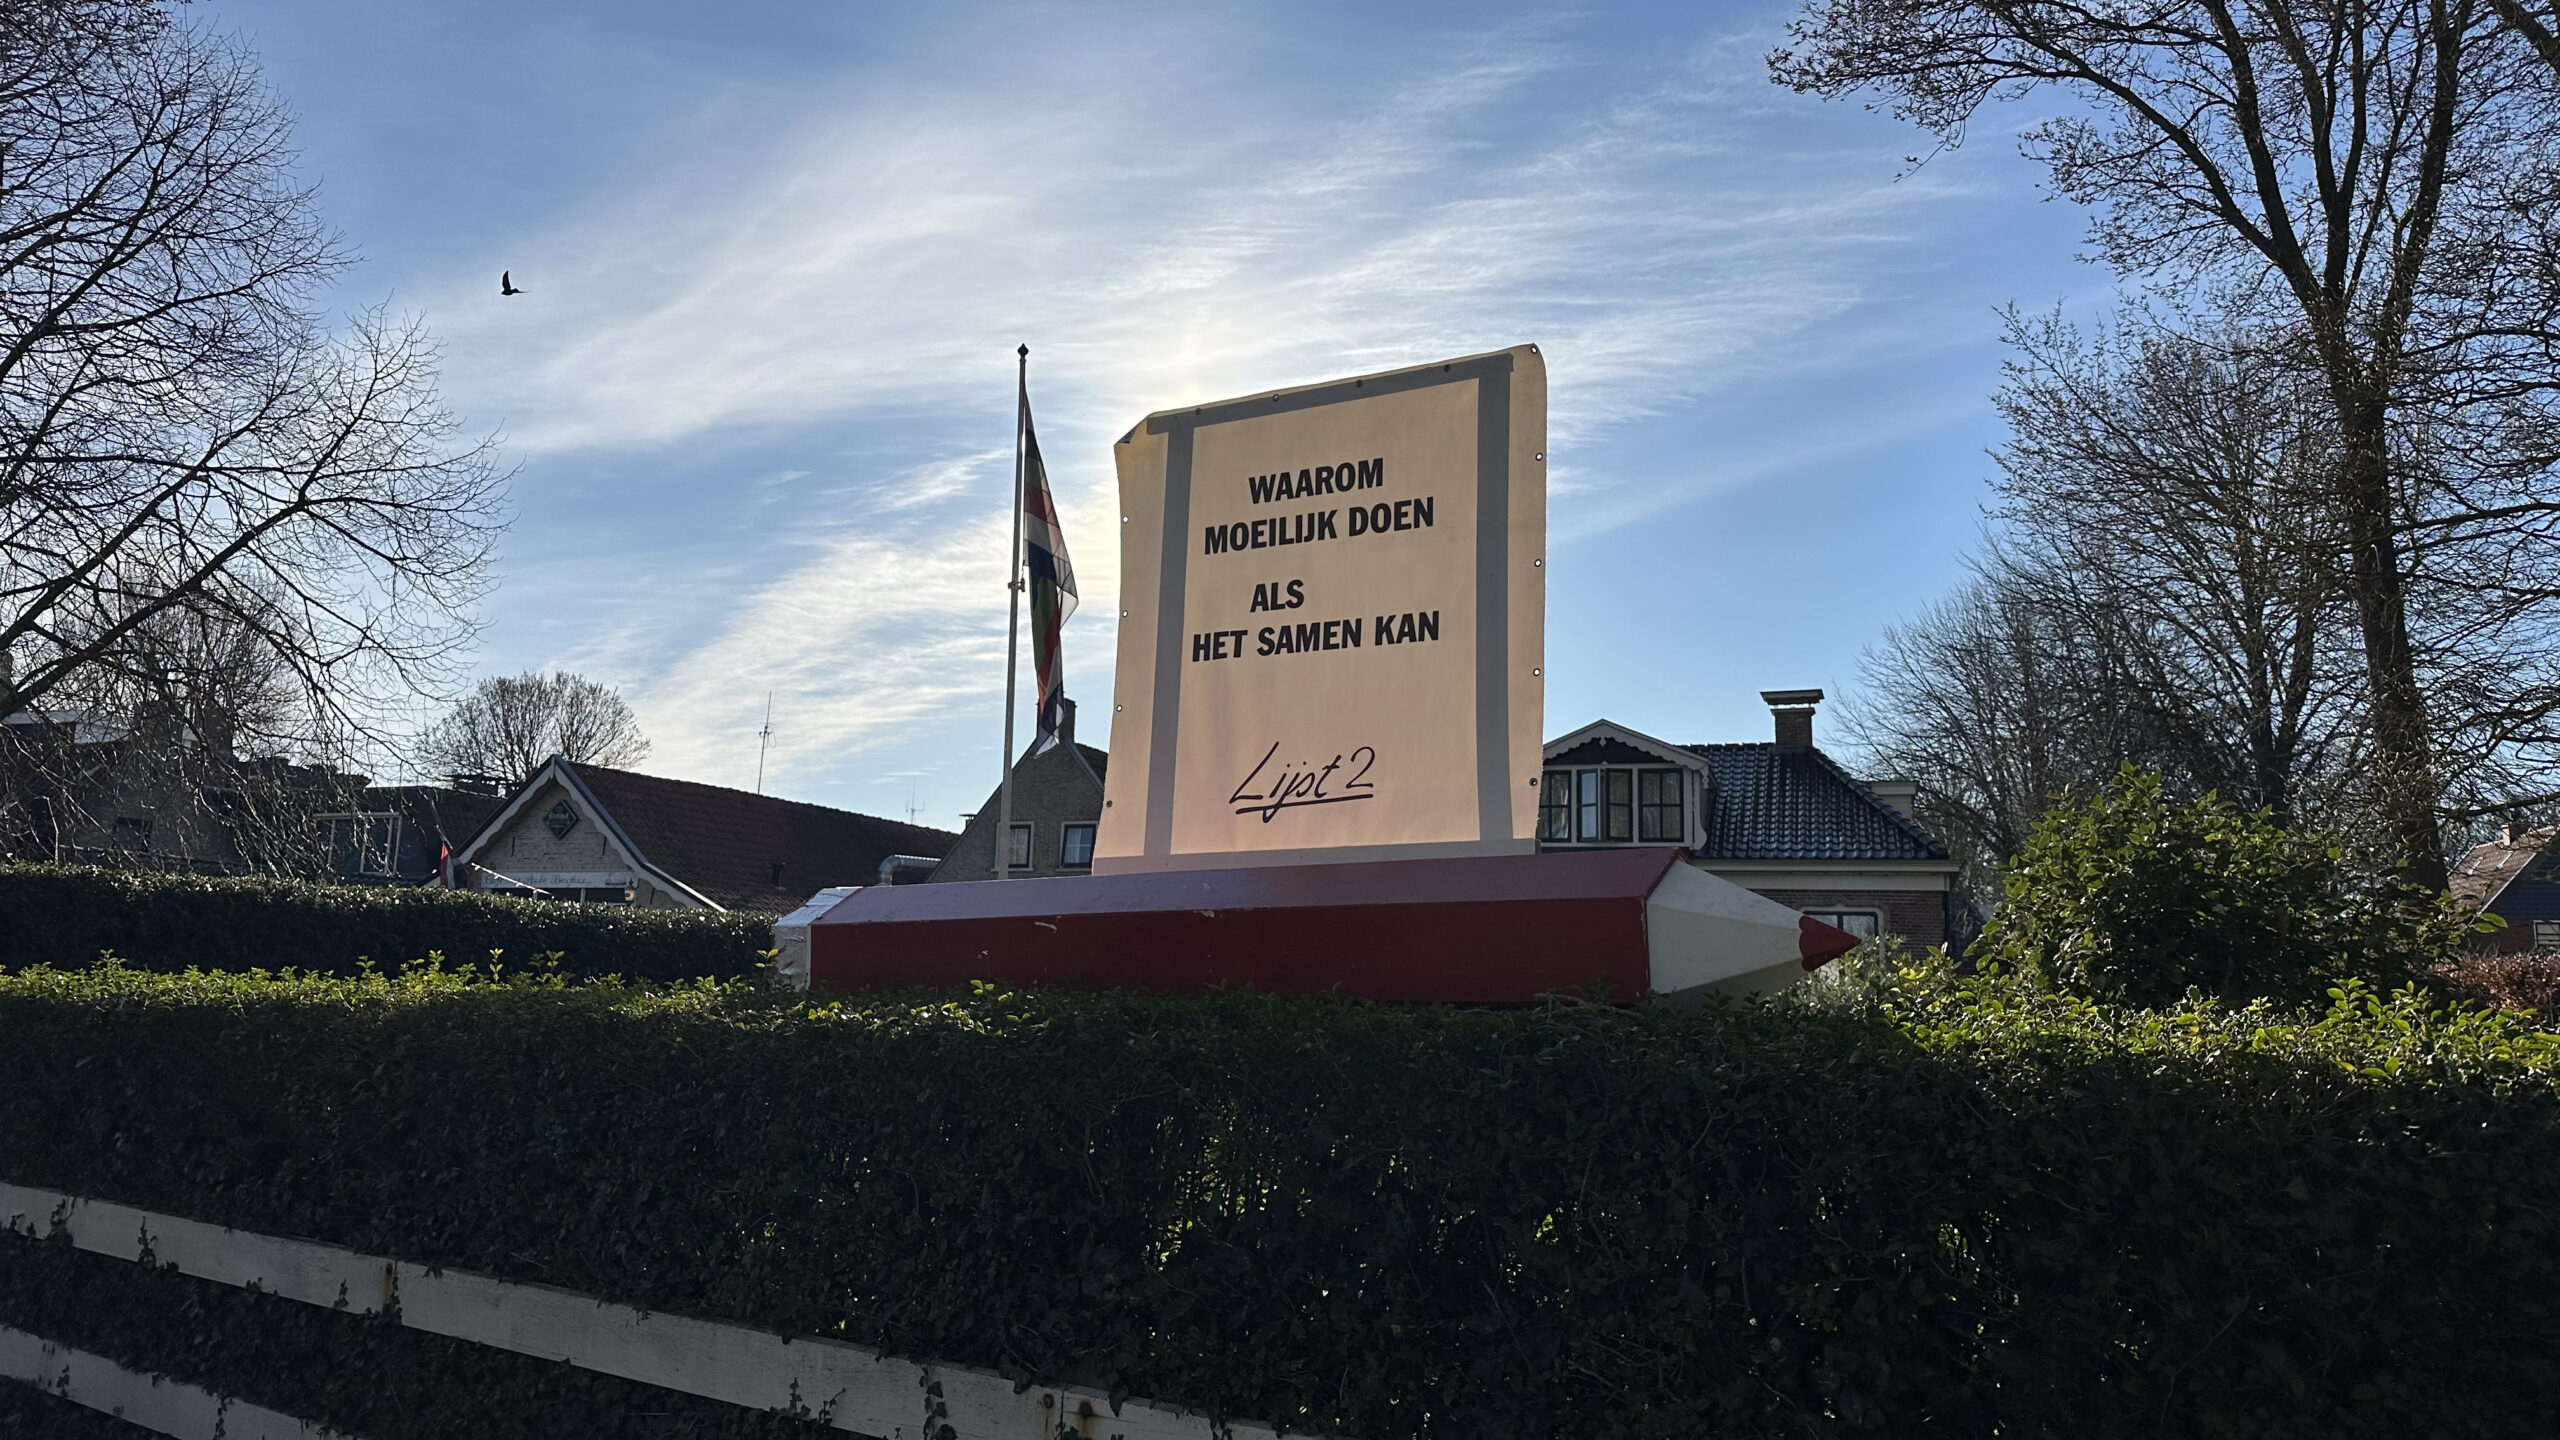 WAAROM
MOEILIJK DOEN
ALS
HET SAMEN KAN
Lijst 2